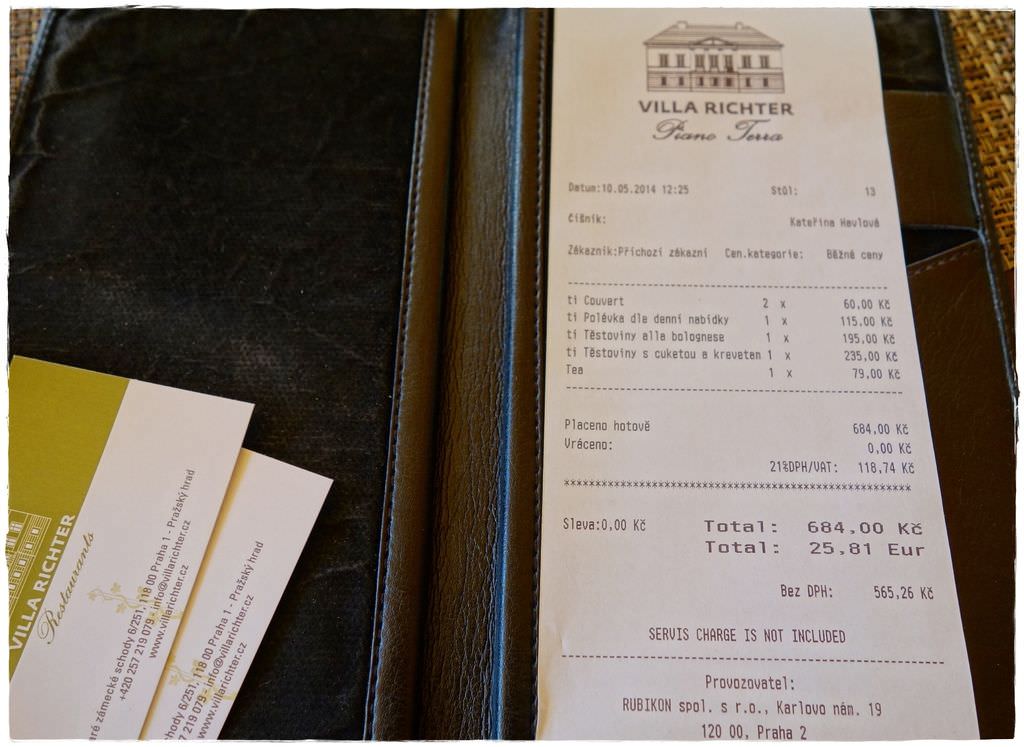 VILLA RICHTER
Piano Terra
Datum:10.05.2014 12:25 Stůl: 13
Číšník: Kateřina Havlová
Zákazník:Příchozí zákazní Cen.kategorie: Běžné ceny
ti Couvert 2 x 60,00 Kč
ti Polévka dle denní nabídky 1 x 115,00 Kč
ti Těstoviny alla bolognese 1 x 195,00 Kč
ti Těstoviny s cuketou a krevetam 1 x 235,00 Kč
Tea 1 x 79,00 Kč
Placeno hotově 684,00 Kč
Vráceno: 0,00 Kč
21%DPH/VAT: 118,74 Kč
Sleva:0,00 Kč Total: 684,00 Kč
Total: 25,81 Eur
Bez DPH: 565,26 Kč
SERVIS CHARGE IS NOT INCLUDED
Provozovatel:
RUBIKON spol. s r.o., Karlovo nám. 19
120 00, Praha 2
VILLA RICHTER
Restaurants
aré zámecké schody 6/251, 118 00 Praha 1 - Pražský hrad
+420 257 219 079 - info@villarichter.cz
www.villarichter.cz
hody 6/251, 118 00 Praha 1 - Pražský hrad
7 219 079 - info@villarichter.cz
www.villarichter.cz